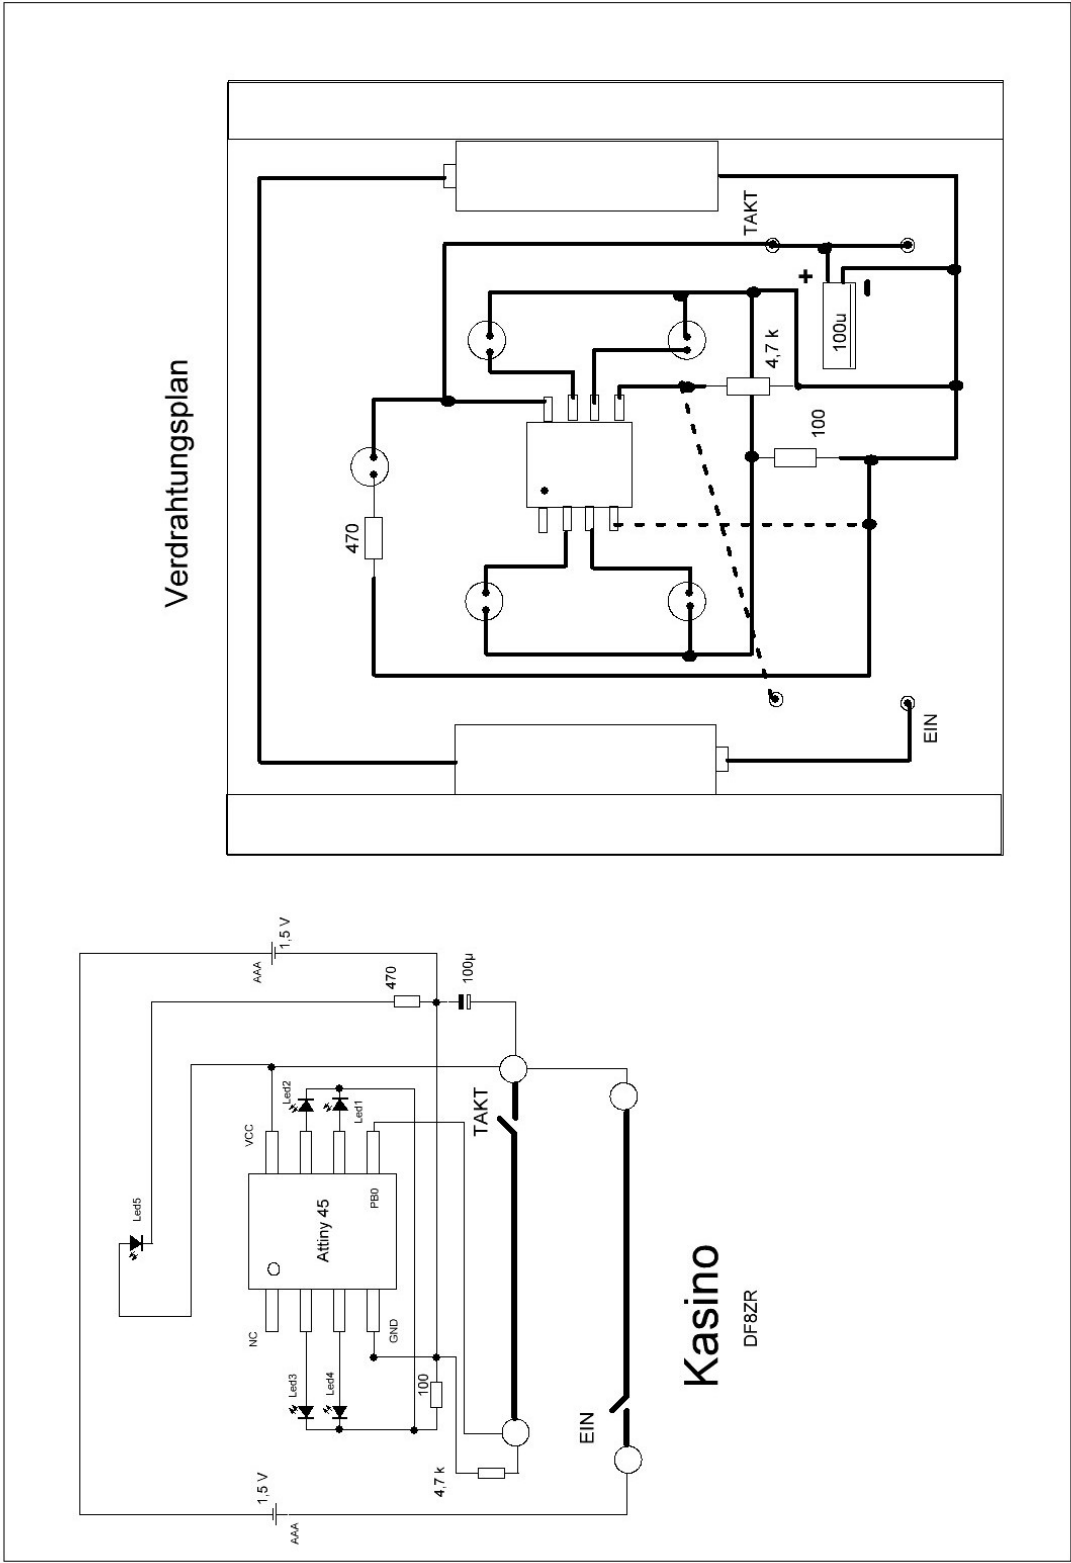 Verdrahtungsplan
TAKT
+
-
100u
4,7 k
100
470
EIN
1,5 V
AAA
470
100µ
Led5
VCC
Led2
Led1
PB0
Attiny 45
NC
GND
Led3
Led4
100
TAKT
4,7 k
EIN
1,5 V
AAA
Kasino
DF8ZR